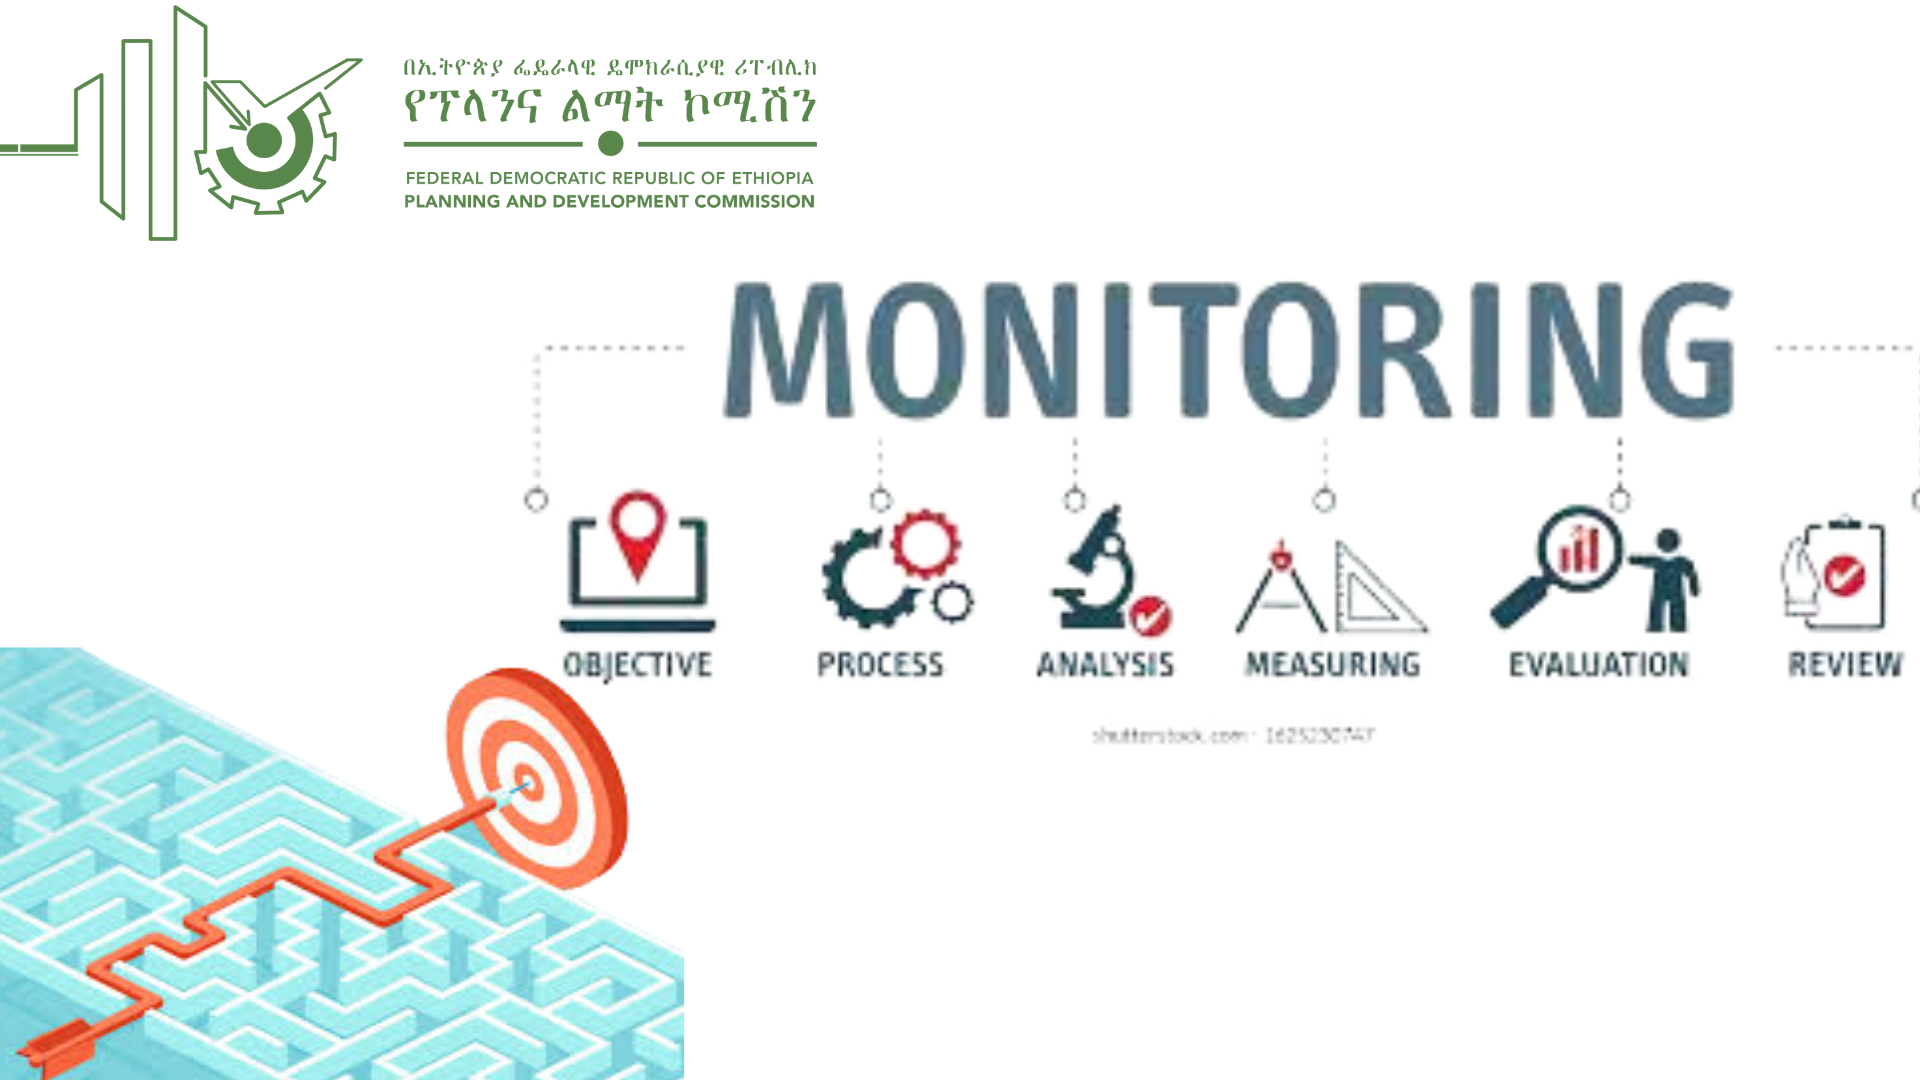 በኢትዮጵያ ፌዴራላዊ ዴሞክራሲያዊ ሪፐብሊክ
የፕላንና ልማት ኮሚሽን
FEDERAL DEMOCRATIC REPUBLIC OF ETHIOPIA
PLANNING AND DEVELOPMENT COMMISSION
MONITORING
OBJECTIVE PROCESS ANALYSIS MEASURING EVALUATION REVIEW
shutterstock.com ·